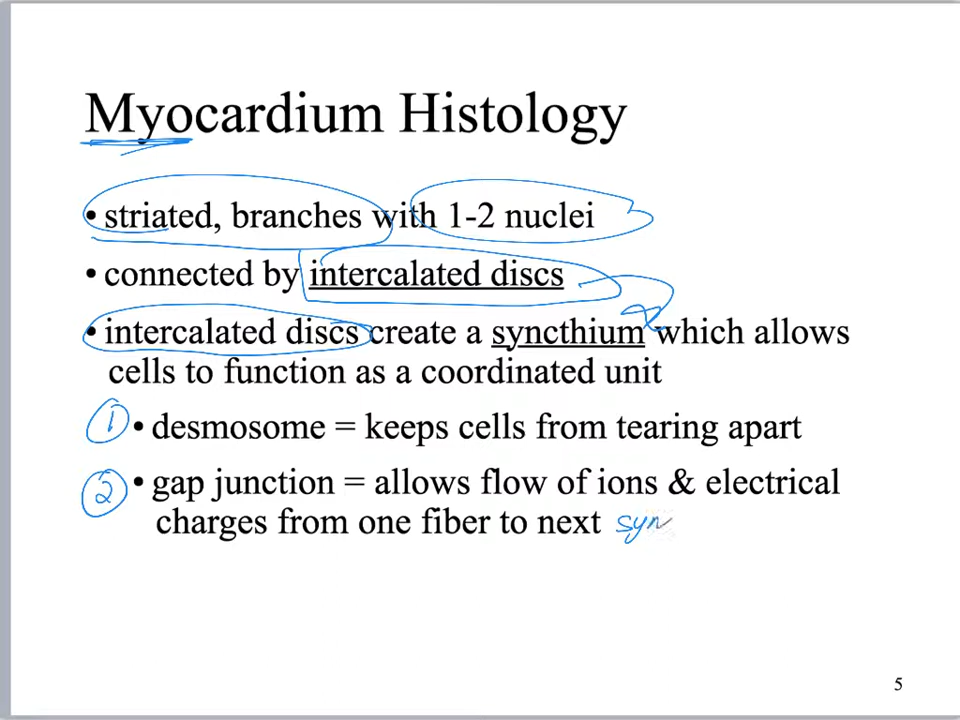 Myocardium Histology
• striated, branches with 1-2 nuclei
• connected by intercalated discs
• intercalated discs create a syncthium which allows
cells to function as a coordinated unit
1 • desmosome = keeps cells from tearing apart
2 • gap junction = allows flow of ions & electrical
charges from one fiber to next syn
5